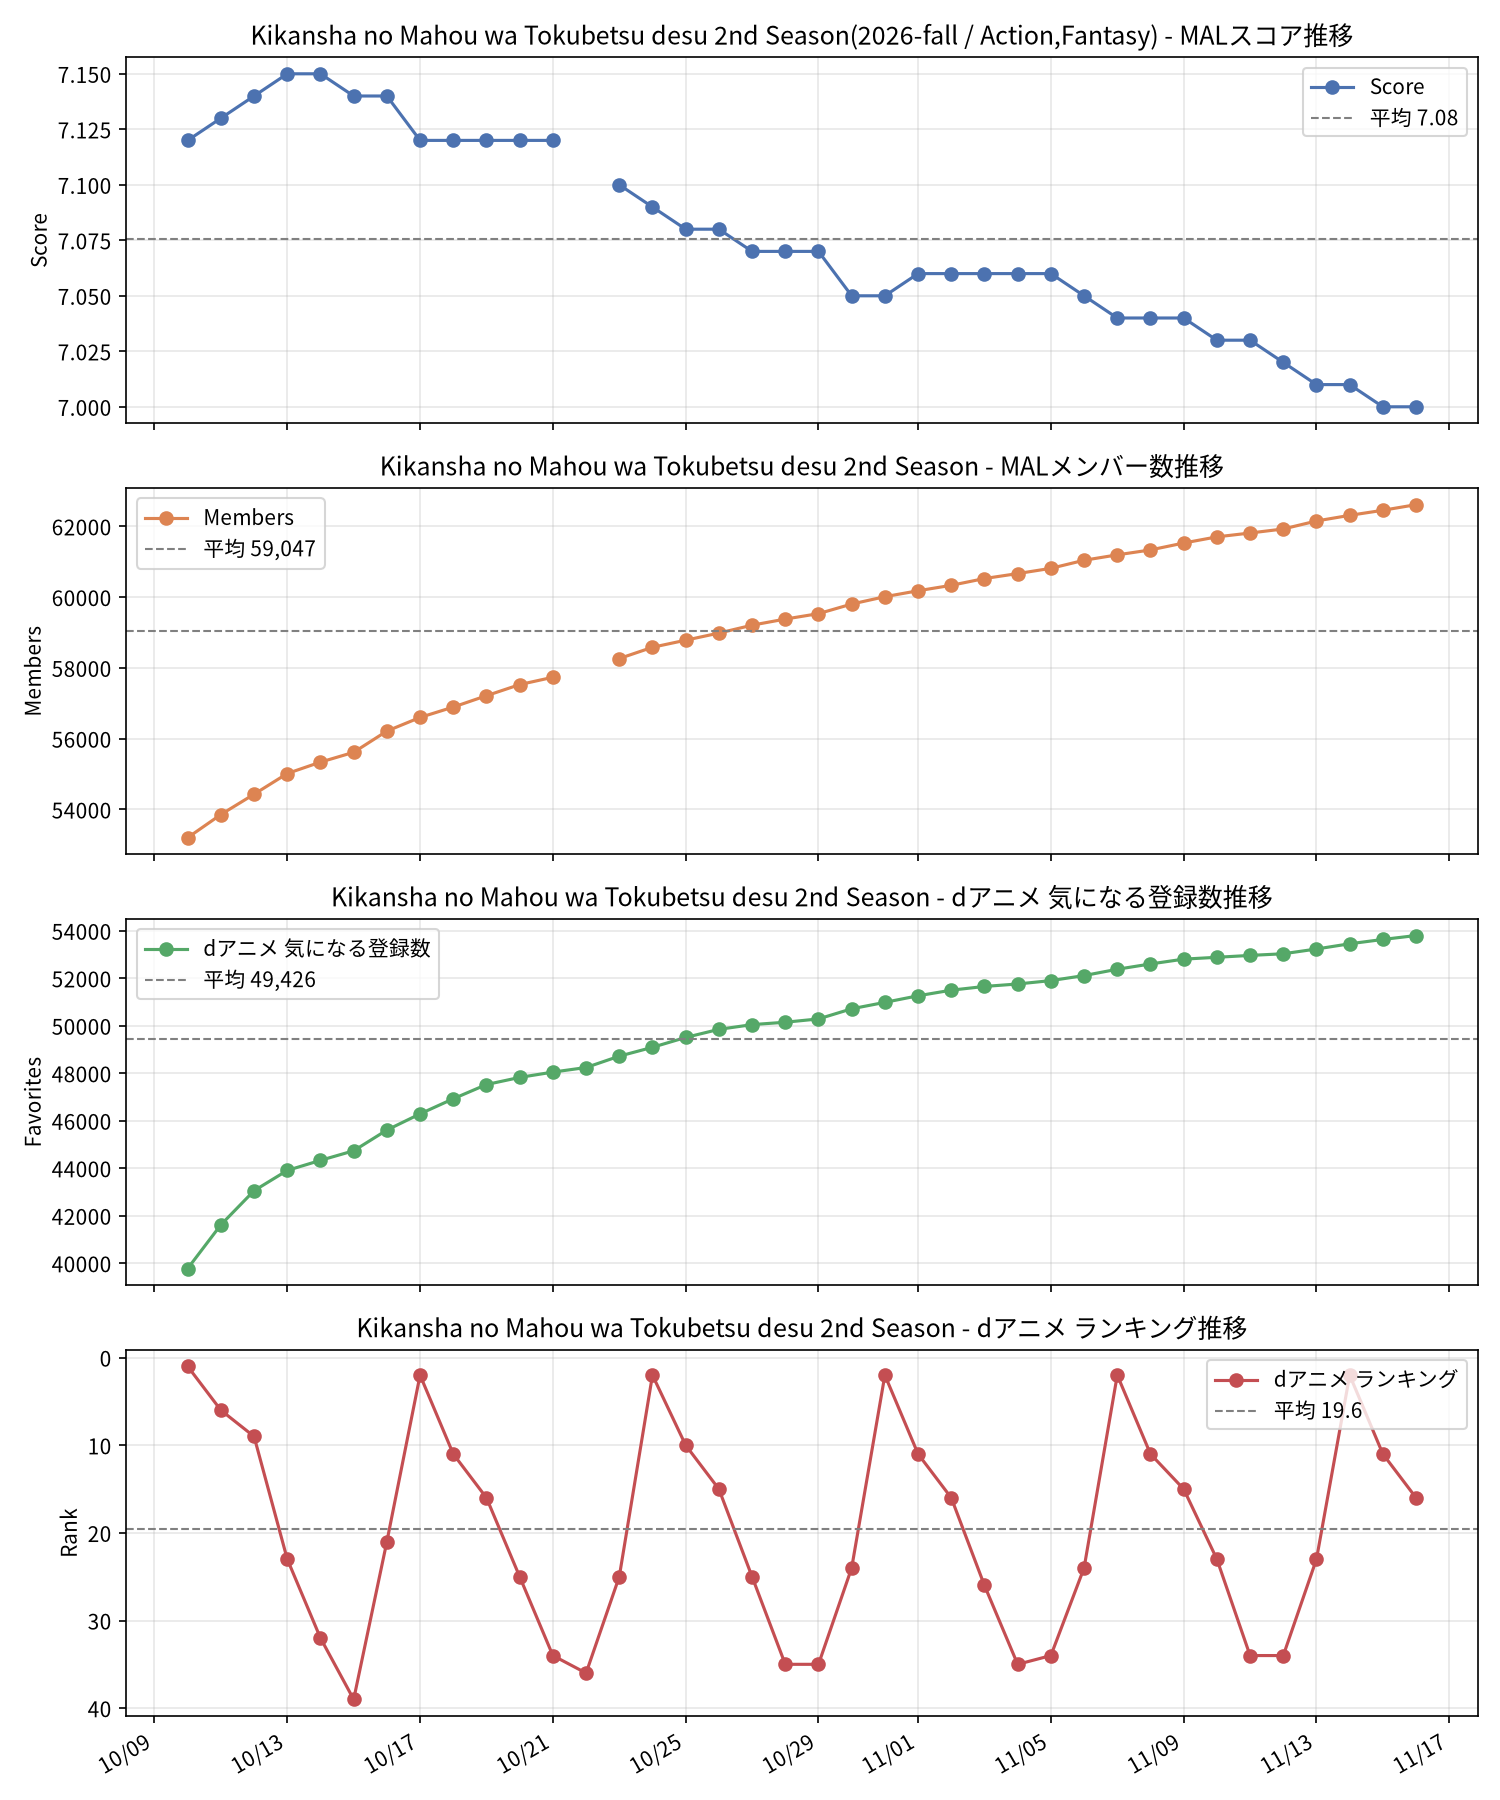 Kikansha no Mahou wa Tokubetsu desu 2nd Season(2026-fall / Action,Fantasy) - MALスコア推移
Score
7.150
7.125
7.100
7.075
7.050
7.025
7.000
Score
平均 7.08
Kikansha no Mahou wa Tokubetsu desu 2nd Season - MALメンバー数推移
Members
62000
60000
58000
56000
54000
Members
平均 59,047
Kikansha no Mahou wa Tokubetsu desu 2nd Season - dアニメ 気になる登録数推移
Favorites
54000
52000
50000
48000
46000
44000
42000
40000
dアニメ 気になる登録数
平均 49,426
Kikansha no Mahou wa Tokubetsu desu 2nd Season - dアニメ ランキング推移
Rank
0
10
20
30
40
dアニメ ランキング
平均 19.6
10/09
10/13
10/17
10/21
10/25
10/29
11/01
11/05
11/09
11/13
11/17